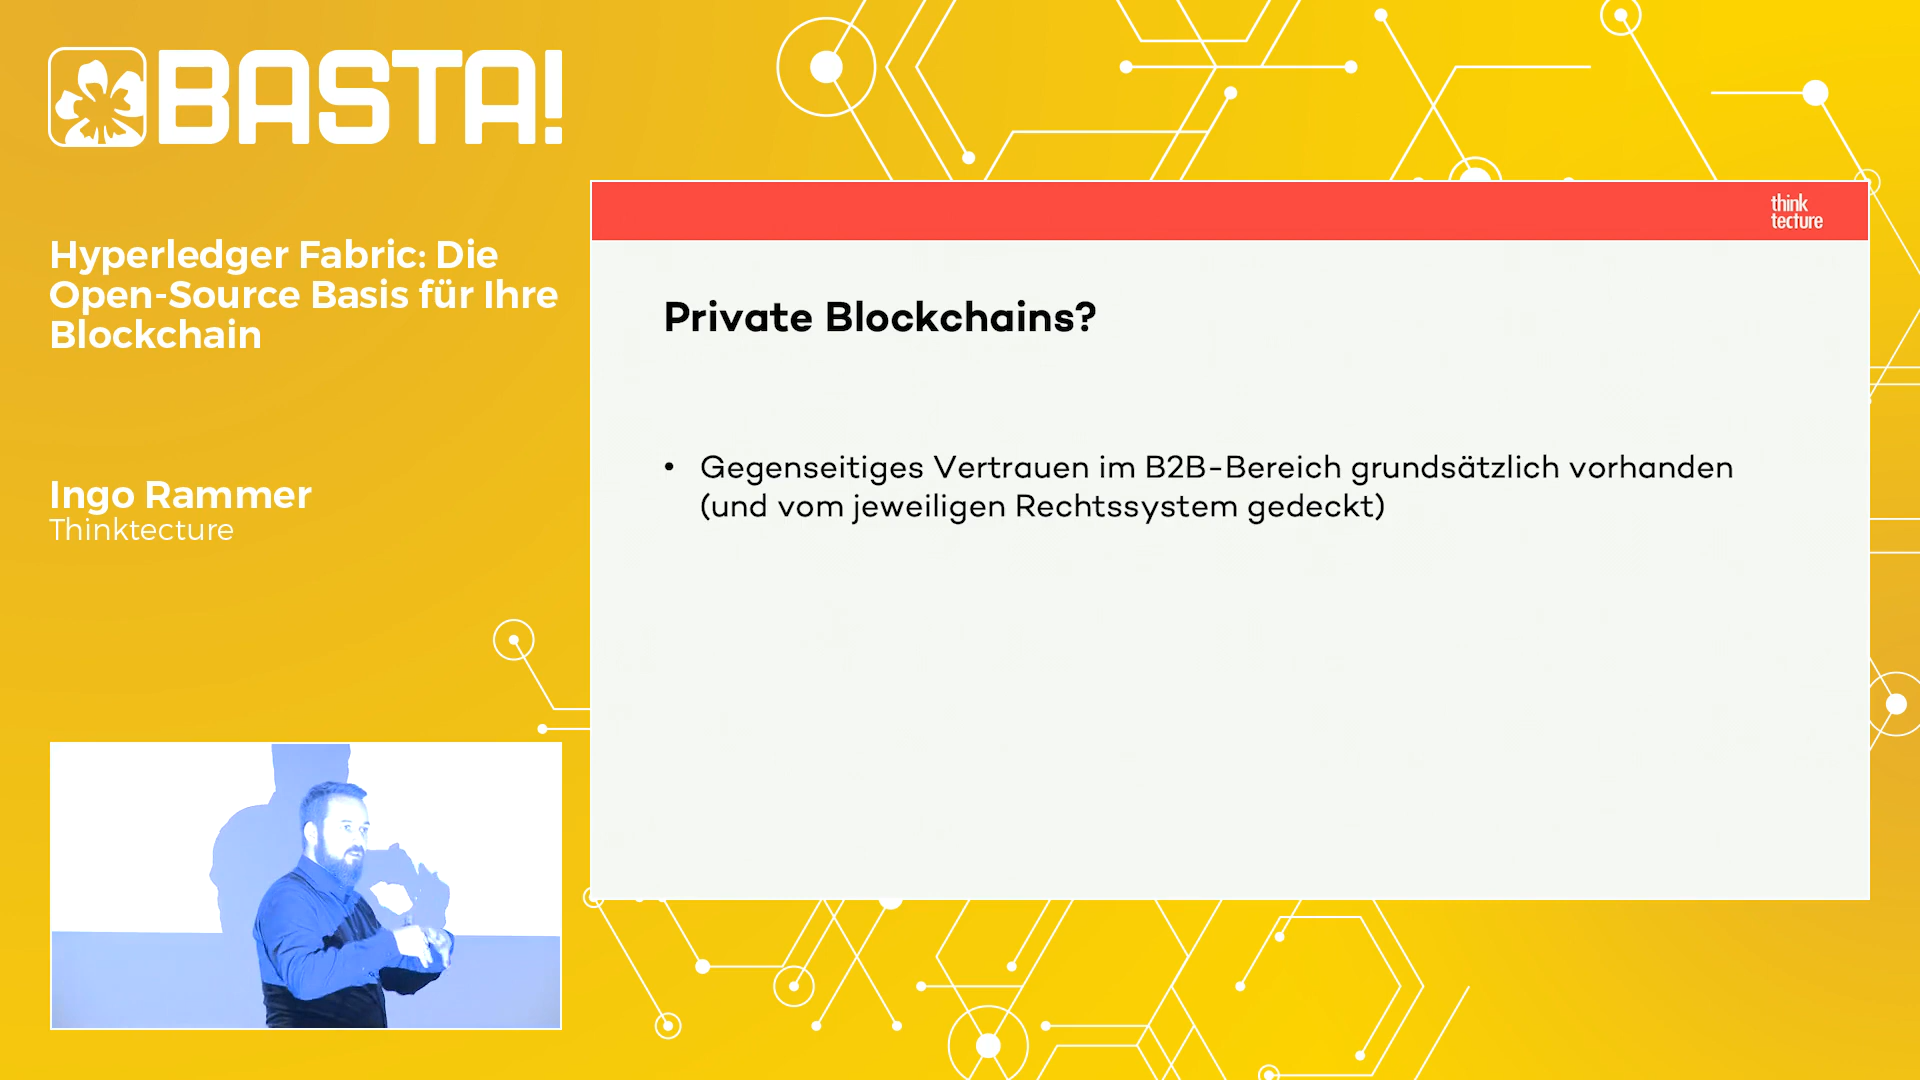 BASTA!
Hyperledger Fabric: Die
Open-Source Basis für Ihre
Blockchain
Ingo Rammer
Thinktecture
think
tecture
Private Blockchains?
• Gegenseitiges Vertrauen im B2B-Bereich grundsätzlich vorhanden
(und vom jeweiligen Rechtssystem gedeckt)